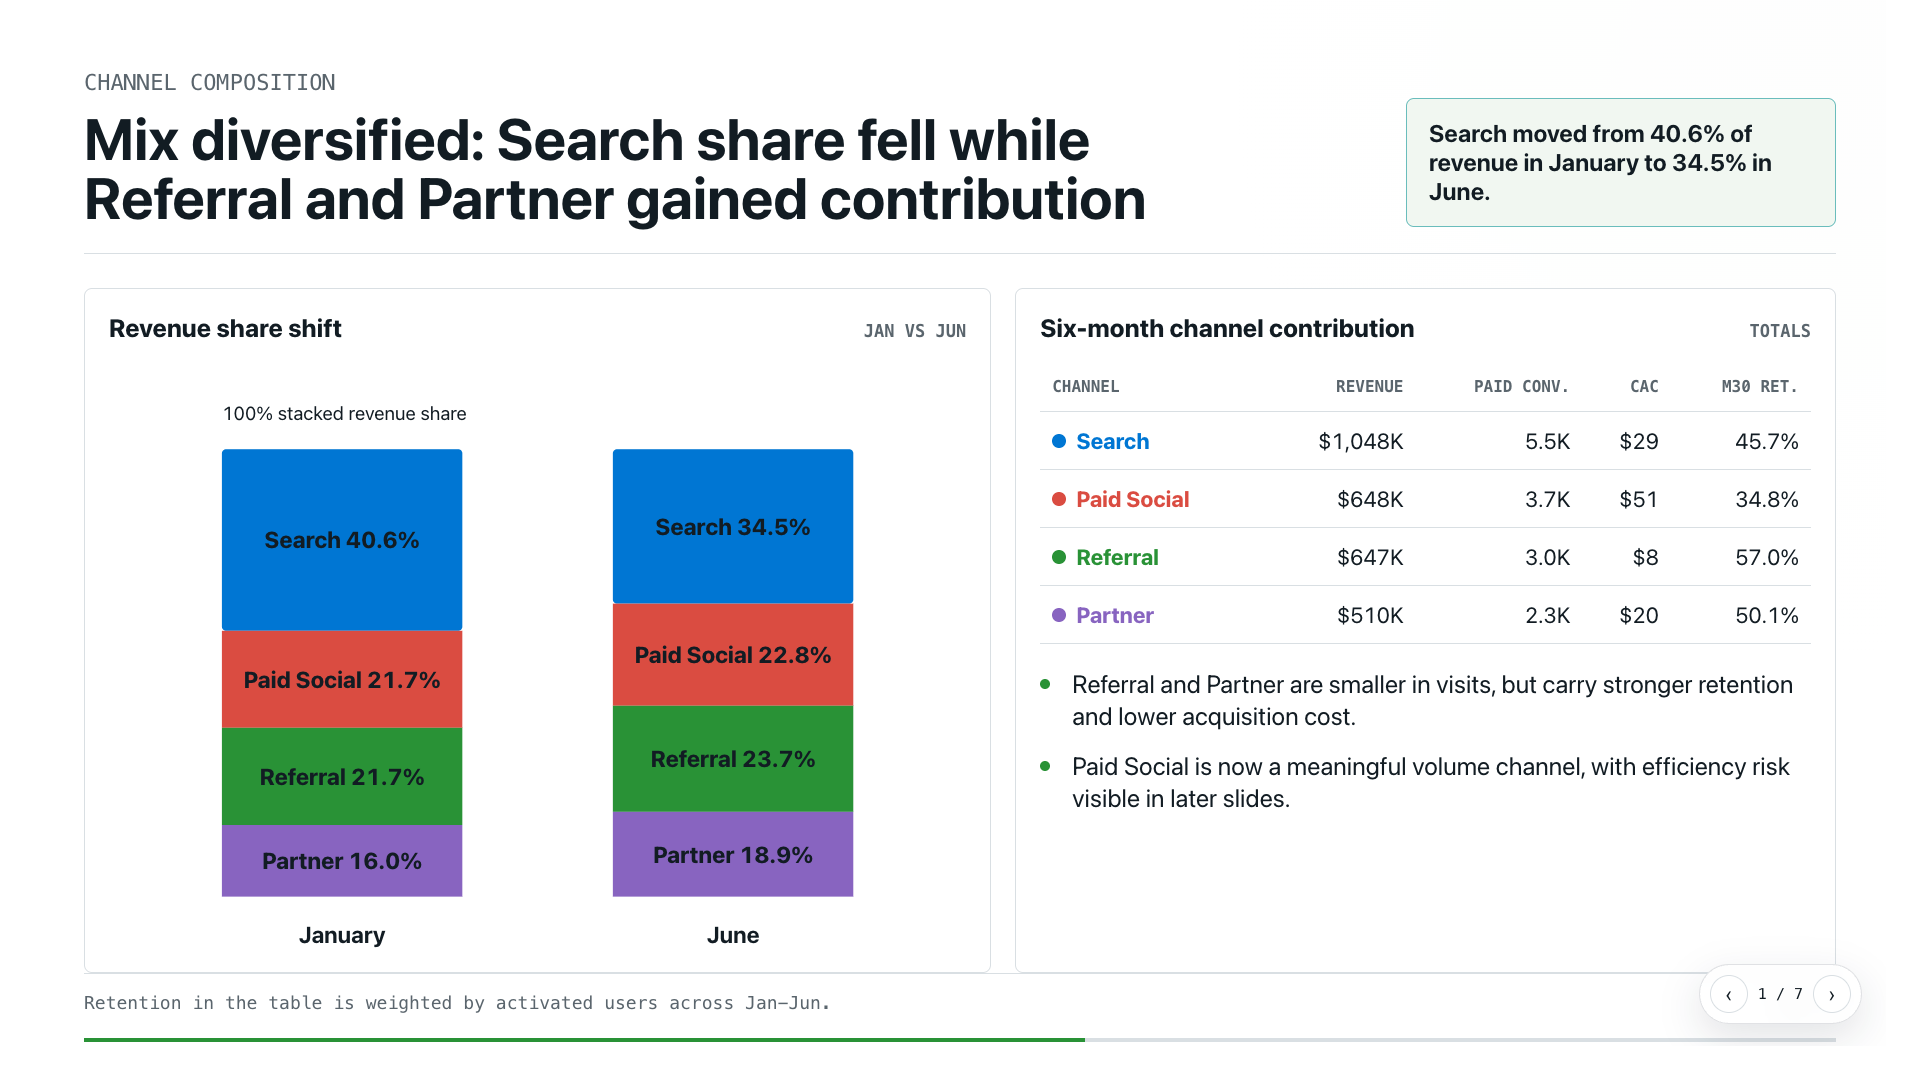 CHANNEL COMPOSITION
Mix diversified: Search share fell while
Referral and Partner gained contribution
Search moved from 40.6% of
revenue in January to 34.5% in
June.
Revenue share shift
JAN VS JUN
100% stacked revenue share
Search 40.6%
Paid Social 21.7%
Referral 21.7%
Partner 16.0%
January
Search 34.5%
Paid Social 22.8%
Referral 23.7%
Partner 18.9%
June
Six-month channel contribution
TOTALS
CHANNEL REVENUE PAID CONV. CAC M30 RET.
Search $1,048K 5.5K $29 45.7%
Paid Social $648K 3.7K $51 34.8%
Referral $647K 3.0K $8 57.0%
Partner $510K 2.3K $20 50.1%
Referral and Partner are smaller in visits, but carry stronger retention
and lower acquisition cost.
Paid Social is now a meaningful volume channel, with efficiency risk
visible in later slides.
Retention in the table is weighted by activated users across Jan–Jun.
‹ 1 / 7 ›